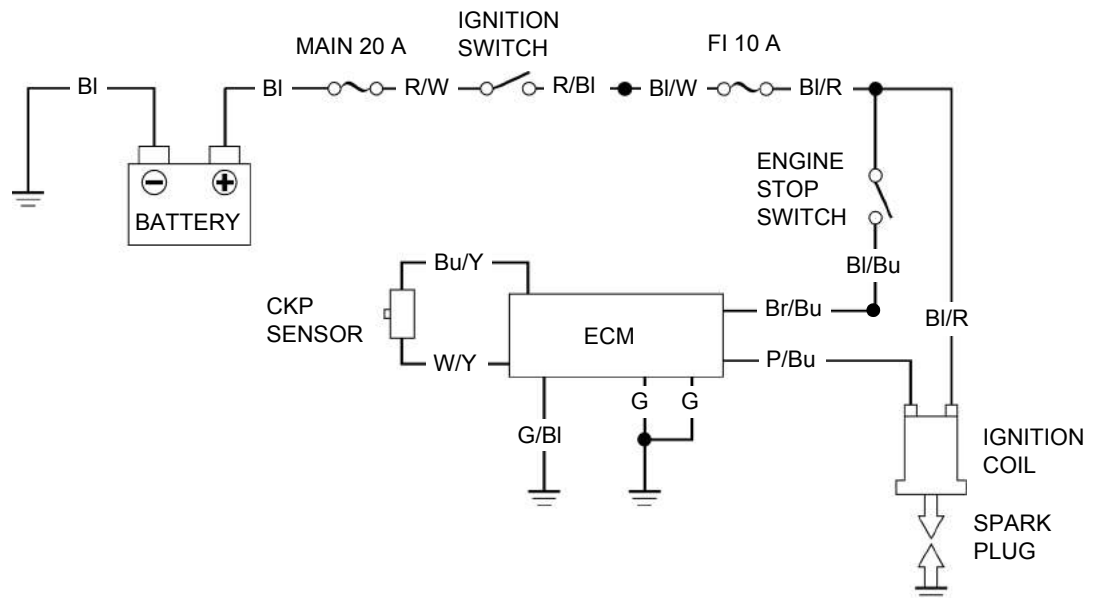 IGNITION
SWITCH
MAIN 20 A
FI 10 A
Bl
Bl
R/W
R/Bl
Bl/W
Bl/R
ENGINE
STOP
SWITCH
BATTERY
Bu/Y
Bl/Bu
CKP
SENSOR
ECM
Br/Bu
Bl/R
W/Y
P/Bu
G
G
G/Bl
IGNITION
COIL
SPARK
PLUG